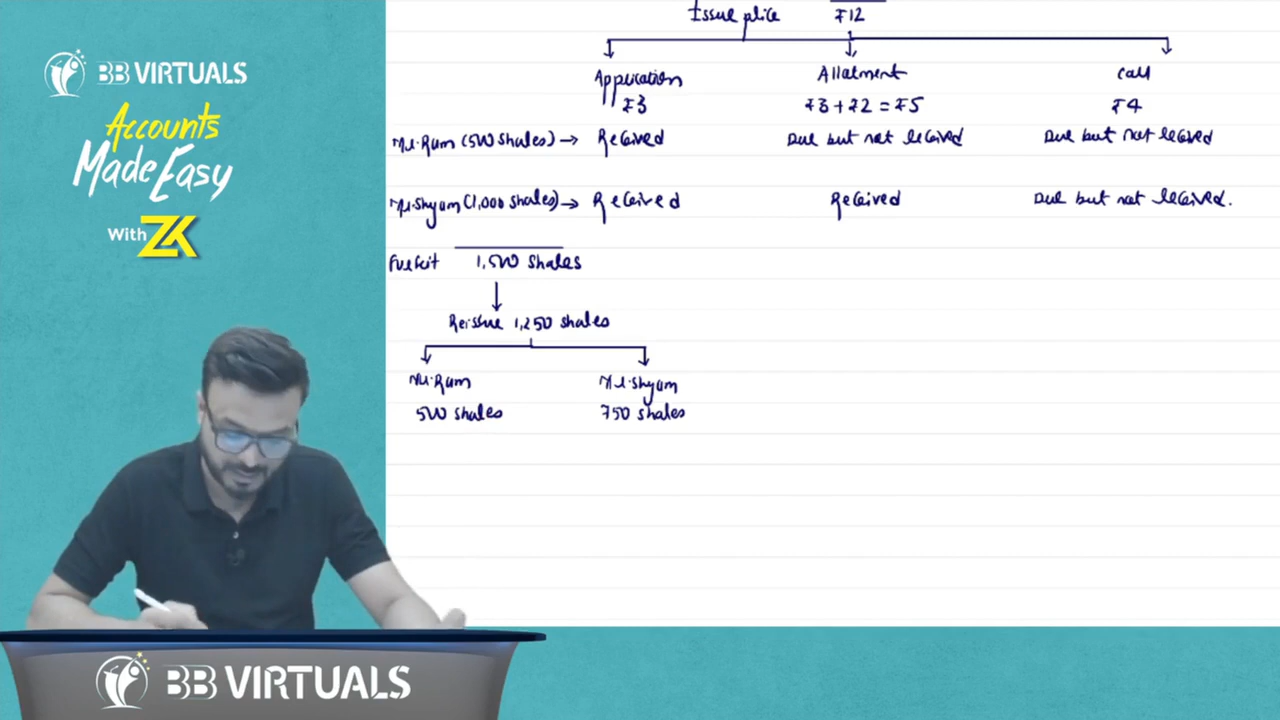 BB VIRTUALS
Accounts
Made Easy
With ZK
Issue price ₹12
Application Allotment Call
₹3 ₹3+₹2=₹5 ₹4
Mr.Ram (500 shares) → Received Due but not received Due but not received
Mr.Shyam (1,000 shares) → Received Received Due but not received.
Forfeit 1,500 shares
Reissue 1,250 shares
Mr.Ram Mr.Shyam
500 shares 750 shares
BB VIRTUALS